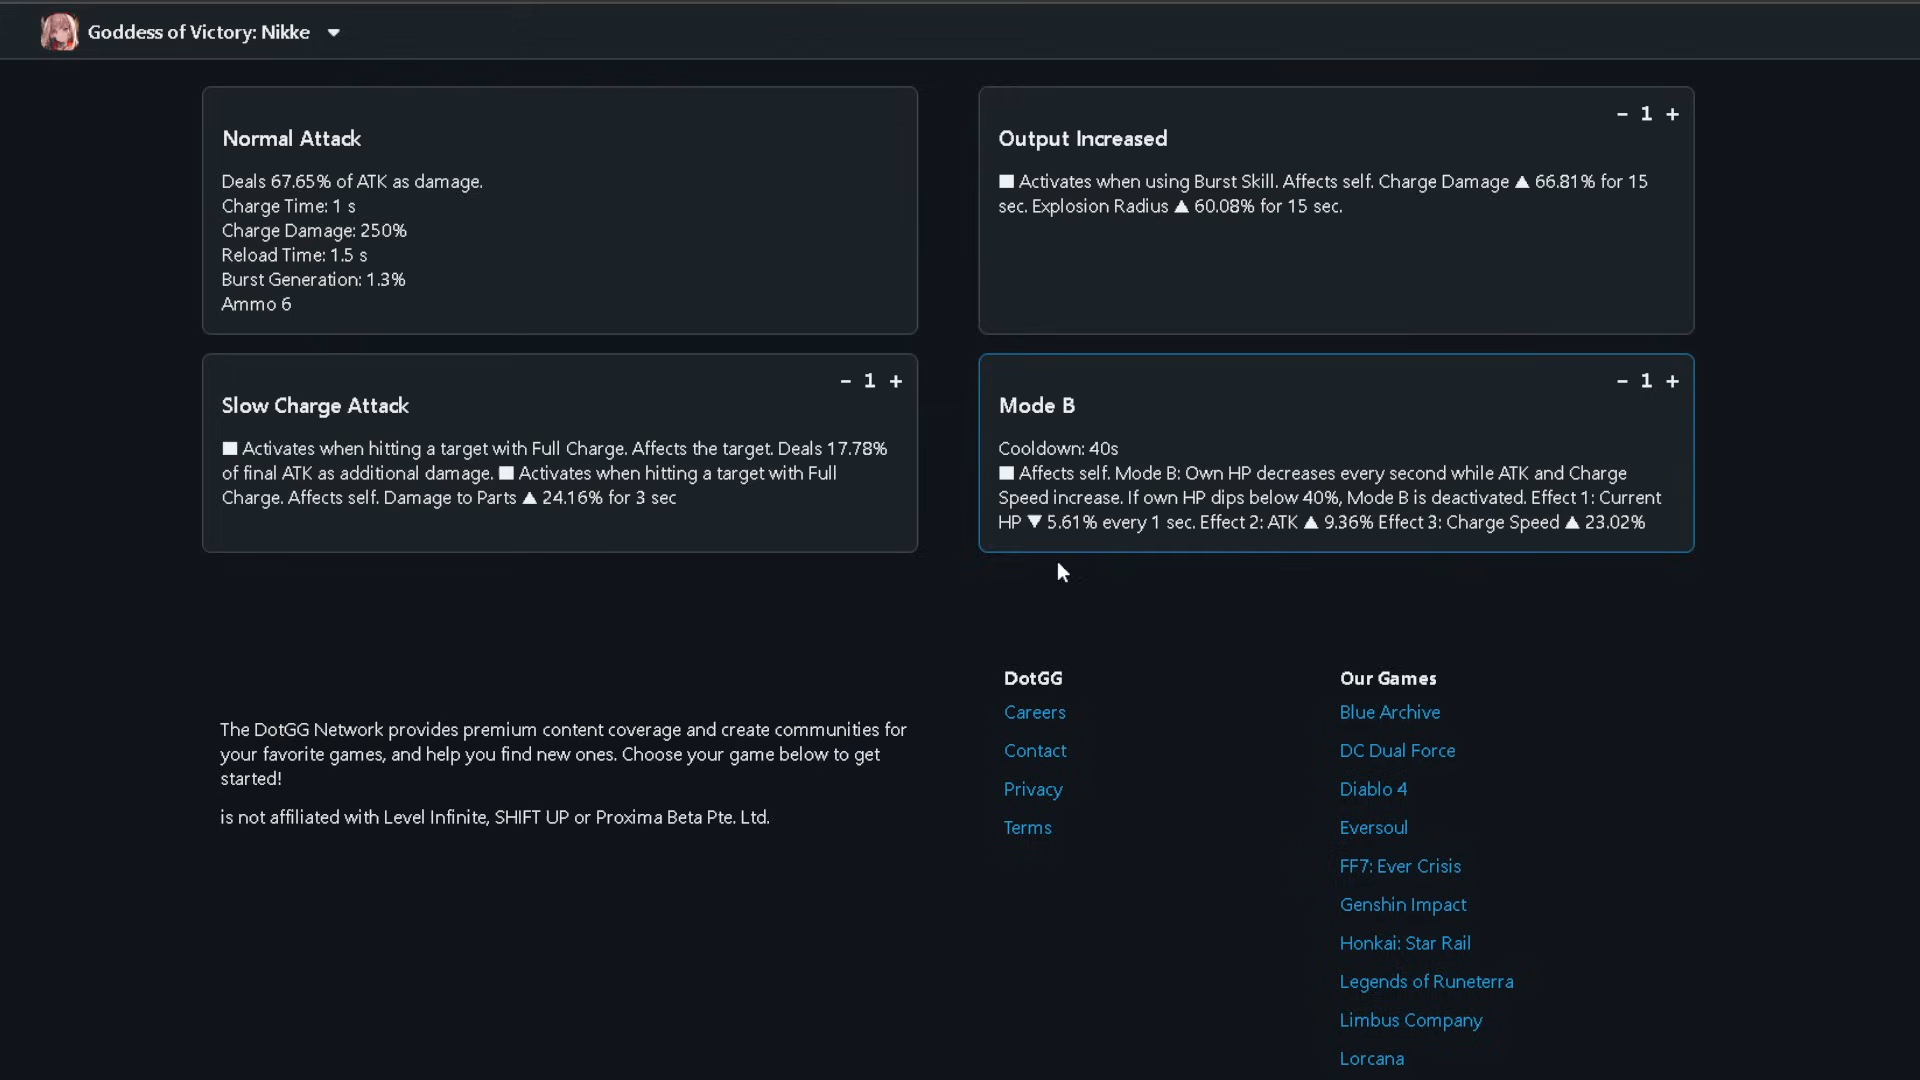 Goddess of Victory: Nikke
Normal Attack
Deals 67.65% of ATK as damage.
Charge Time: 1 s
Charge Damage: 250%
Reload Time: 1.5 s
Burst Generation: 1.3%
Ammo 6
- 1 +
Output Increased
■ Activates when using Burst Skill. Affects self. Charge Damage ▲ 66.81% for 15
sec. Explosion Radius ▲ 60.08% for 15 sec.
- 1 +
Slow Charge Attack
■ Activates when hitting a target with Full Charge. Affects the target. Deals 17.78%
of final ATK as additional damage. ■ Activates when hitting a target with Full
Charge. Affects self. Damage to Parts ▲ 24.16% for 3 sec
- 1 +
Mode B
Cooldown: 40s
■ Affects self. Mode B: Own HP decreases every second while ATK and Charge
Speed increase. If own HP dips below 40%, Mode B is deactivated. Effect 1: Current
HP ▼ 5.61% every 1 sec. Effect 2: ATK ▲ 9.36% Effect 3: Charge Speed ▲ 23.02%
The DotGG Network provides premium content coverage and create communities for
your favorite games, and help you find new ones. Choose your game below to get
started!
is not affiliated with Level Infinite, SHIFT UP or Proxima Beta Pte. Ltd.
DotGG
Careers
Contact
Privacy
Terms
Our Games
Blue Archive
DC Dual Force
Diablo 4
Eversoul
FF7: Ever Crisis
Genshin Impact
Honkai: Star Rail
Legends of Runeterra
Limbus Company
Lorcana